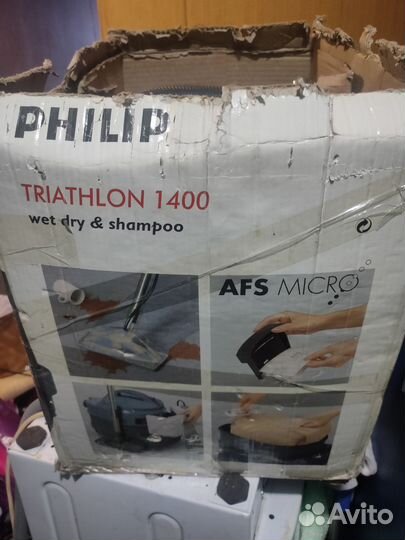 PHILIP
TRIATHLON 1400
wet dry & shampoo
AFS MICRO
Avito